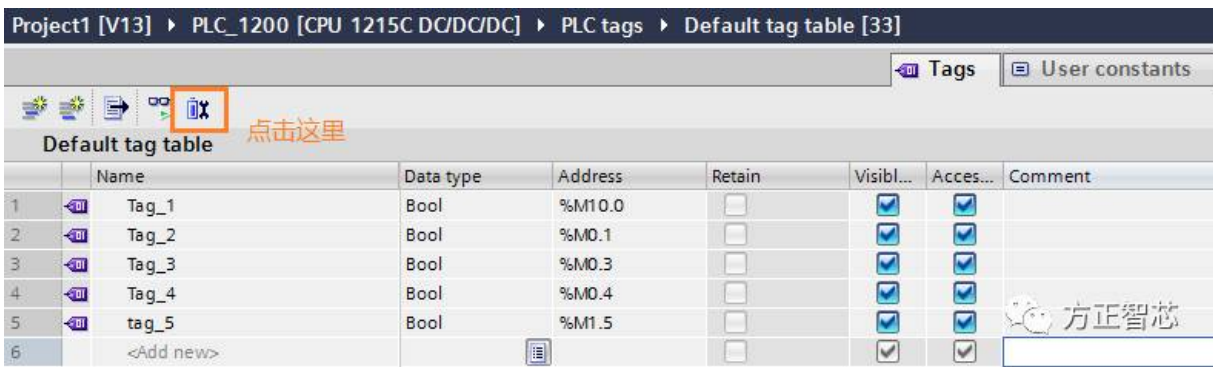 Project1 [V13] ▸ PLC_1200 [CPU 1215C DC/DC/DC] ▸ PLC tags ▸ Default tag table [33]
Tags User constants
点击这里
Default tag table
Name Data type Address Retain Visibl... Acces... Comment
1 Tag_1 Bool %M10.0
2 Tag_2 Bool %M0.1
3 Tag_3 Bool %M0.3
4 Tag_4 Bool %M0.4
5 tag_5 Bool %M1.5
6 <Add new>
方正智芯